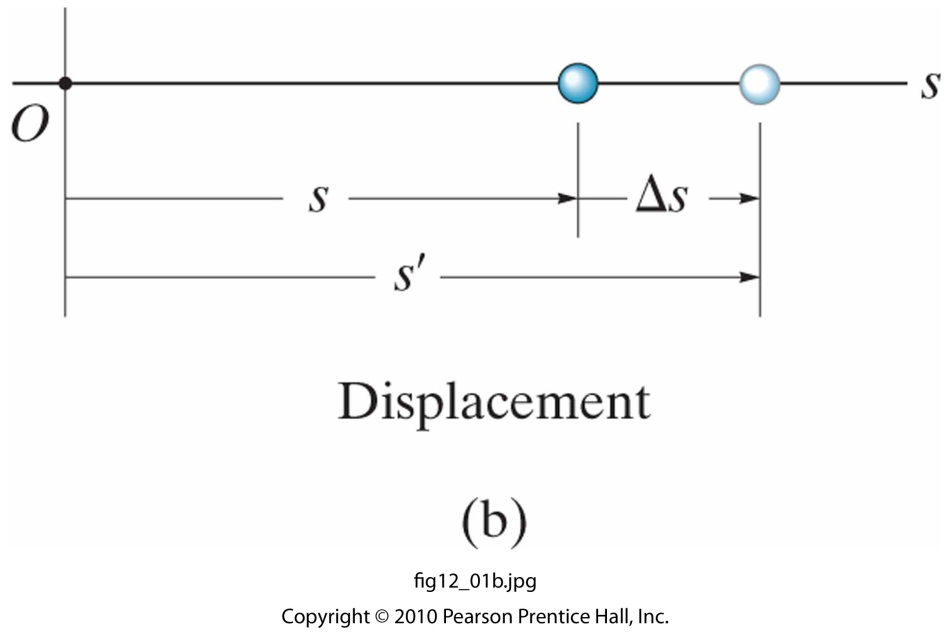 s
O
s Δs
s′
Displacement
(b)
fig12_01b.jpg
Copyright © 2010 Pearson Prentice Hall, Inc.